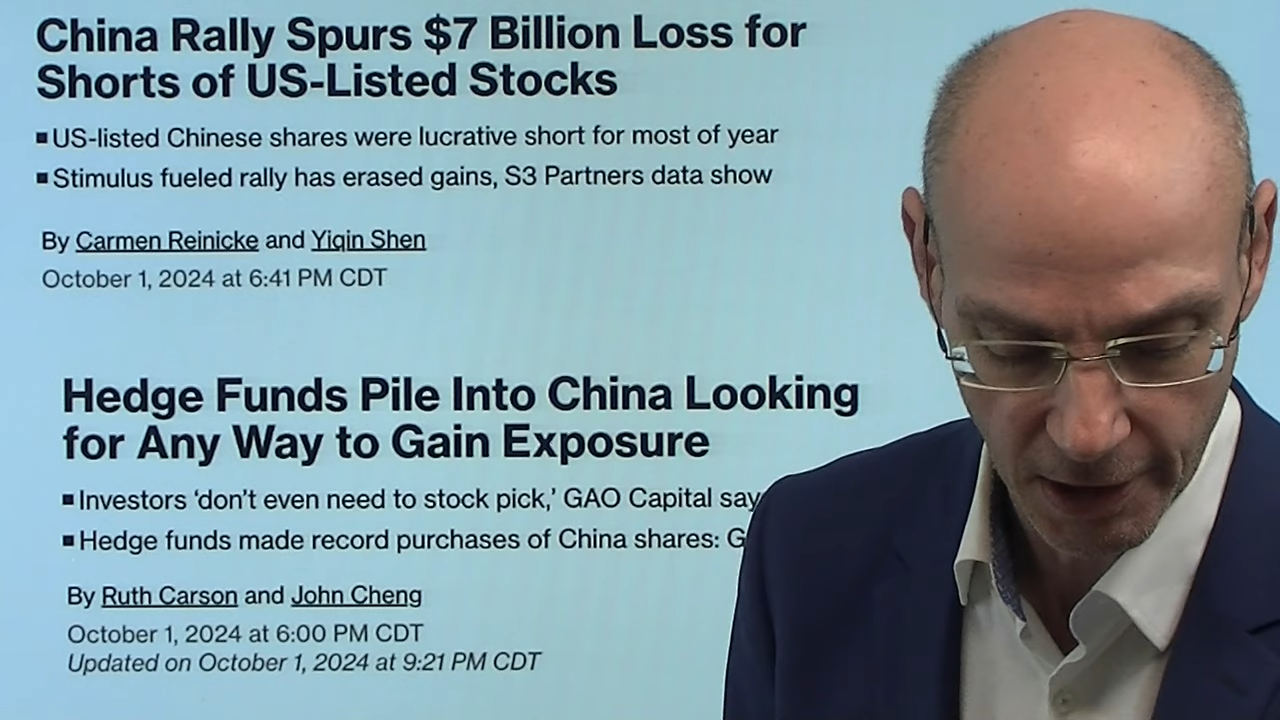 China Rally Spurs $7 Billion Loss for
Shorts of US-Listed Stocks
▪ US-listed Chinese shares were lucrative short for most of year
▪ Stimulus fueled rally has erased gains, S3 Partners data show
By Carmen Reinicke and Yiqin Shen
October 1, 2024 at 6:41 PM CDT
Hedge Funds Pile Into China Looking
for Any Way to Gain Exposure
▪ Investors ‘don’t even need to stock pick,’ GAO Capital say
▪ Hedge funds made record purchases of China shares:
By Ruth Carson and John Cheng
October 1, 2024 at 6:00 PM CDT
Updated on October 1, 2024 at 9:21 PM CDT